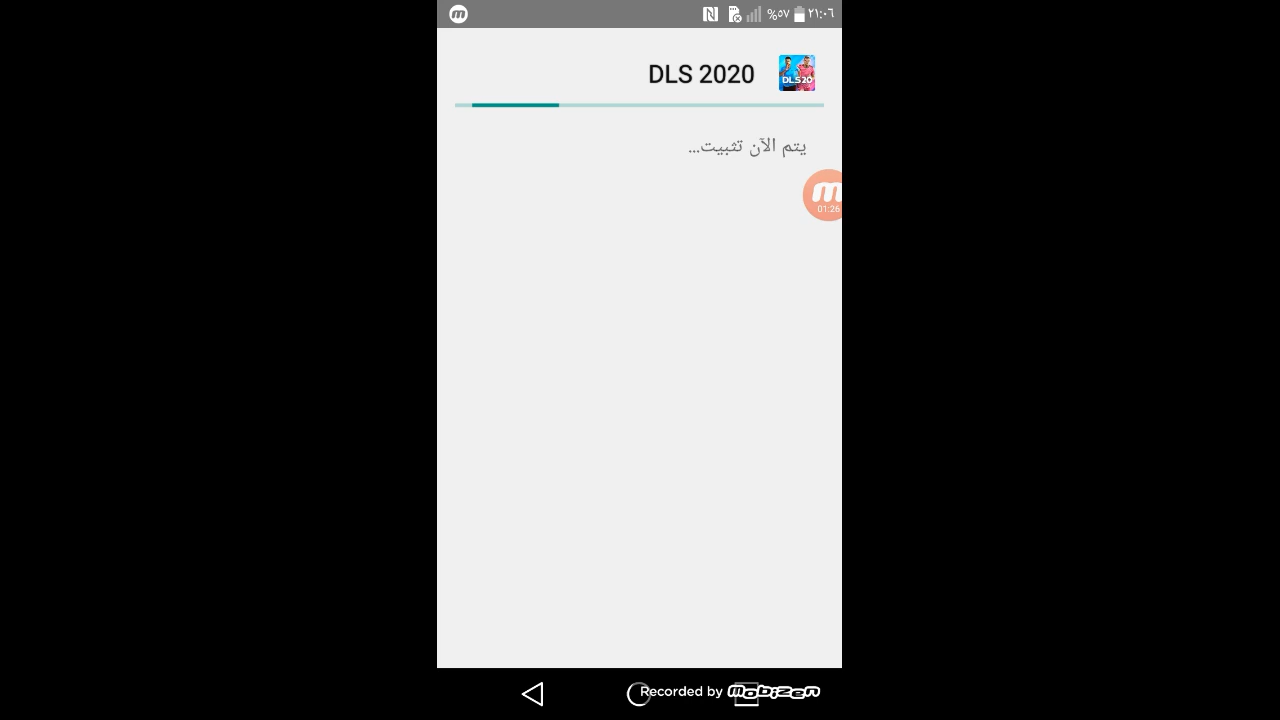 %٥٧ ٢١:٠٦
DLS 2020
DLS20
يتم الآن تثبيت...
m
01:26
Recorded by Mobizen